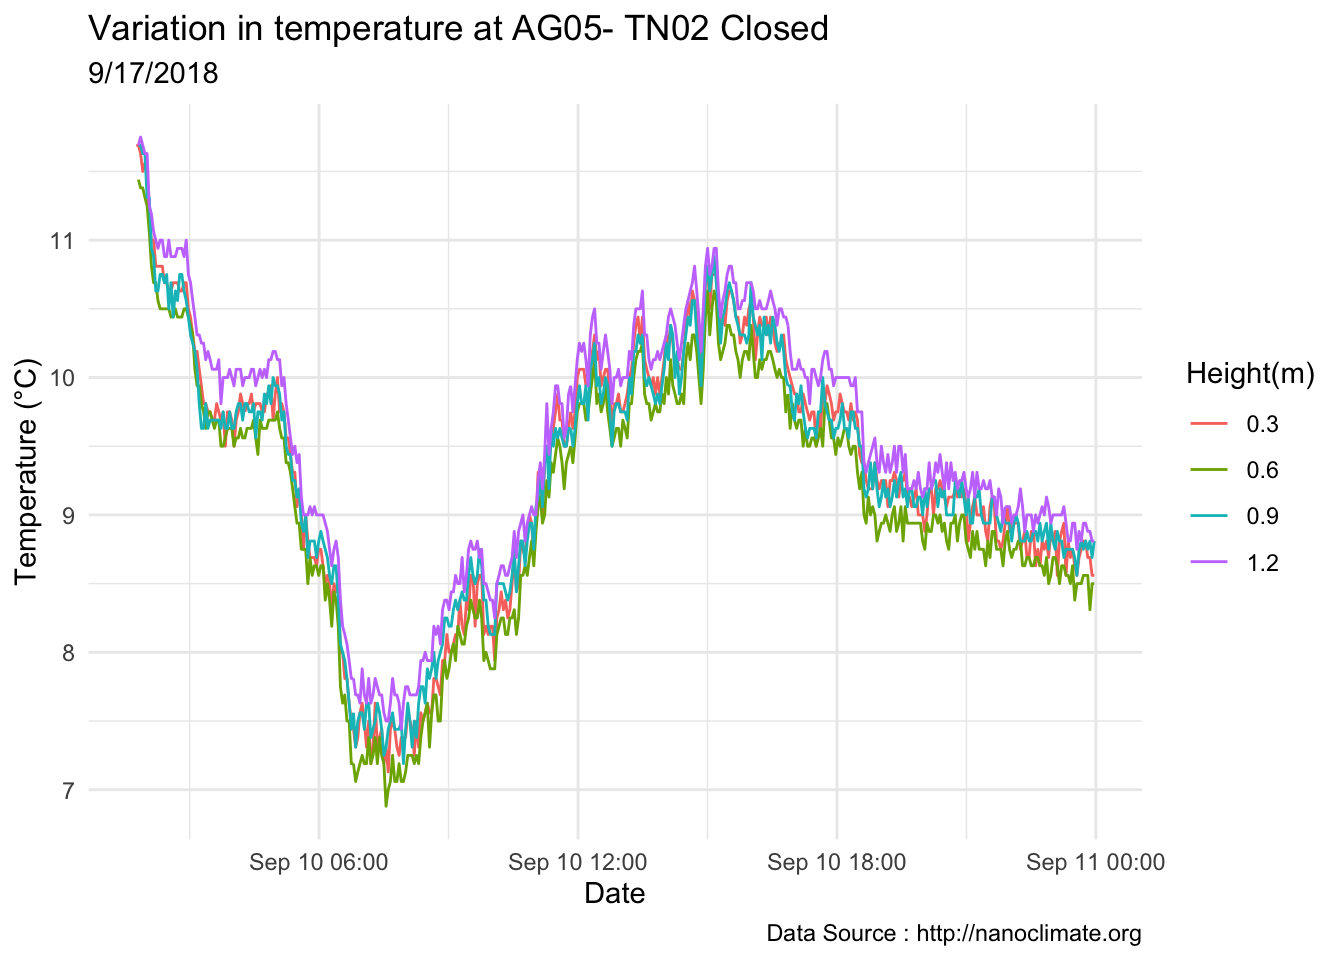 Variation in temperature at AG05- TN02 Closed
9/17/2018
Temperature (°C)
11
10
9
8
7
Sep 10 06:00
Sep 10 12:00
Sep 10 18:00
Sep 11 00:00
Date
Height(m)
0.3
0.6
0.9
1.2
Data Source : http://nanoclimate.org